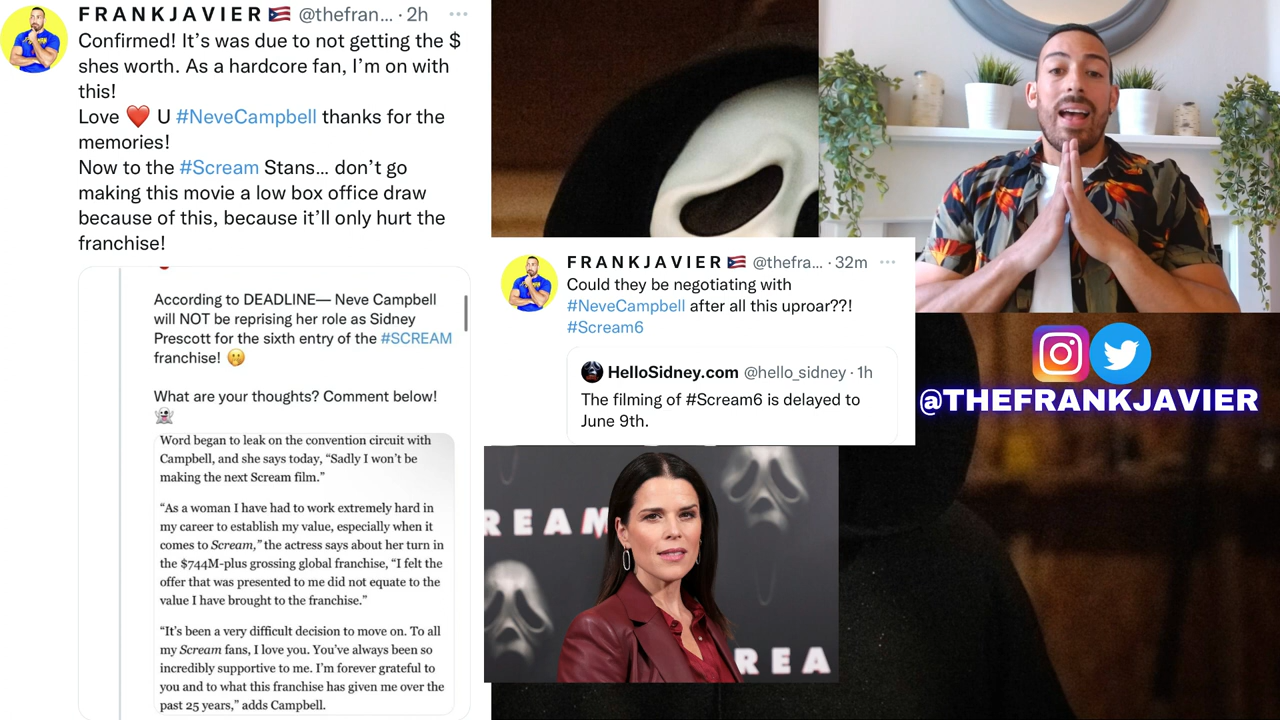 FRANKJAVIER 🇵🇷 @thefran... · 2h ···
Confirmed! It’s was due to not getting the $
shes worth. As a hardcore fan, I’m on with
this!
Love ❤️ U #NeveCampbell thanks for the
memories!
Now to the #Scream Stans... don’t go
making this movie a low box office draw
because of this, because it’ll only hurt the
franchise!
According to DEADLINE— Neve Campbell
will NOT be reprising her role as Sidney
Prescott for the sixth entry of the #SCREAM
franchise! 🤫
What are your thoughts? Comment below!
👻
Word began to leak on the convention circuit with
Campbell, and she says today, “Sadly I won’t be
making the next Scream film.”
“As a woman I have had to work extremely hard in
my career to establish my value, especially when it
comes to Scream,” the actress says about her turn in
the $744M-plus grossing global franchise, “I felt the
offer that was presented to me did not equate to the
value I have brought to the franchise.”
“It’s been a very difficult decision to move on. To all
my Scream fans, I love you. You’ve always been so
incredibly supportive to me. I’m forever grateful to
you and to what this franchise has given me over the
past 25 years,” adds Campbell.
FRANKJAVIER 🇵🇷 @thefra... · 32m ···
Could they be negotiating with
#NeveCampbell after all this uproar??!
#Scream6
HelloSidney.com @hello_sidney · 1h
The filming of #Scream6 is delayed to
June 9th.
@THEFRANKJAVIER
CREAM
REA